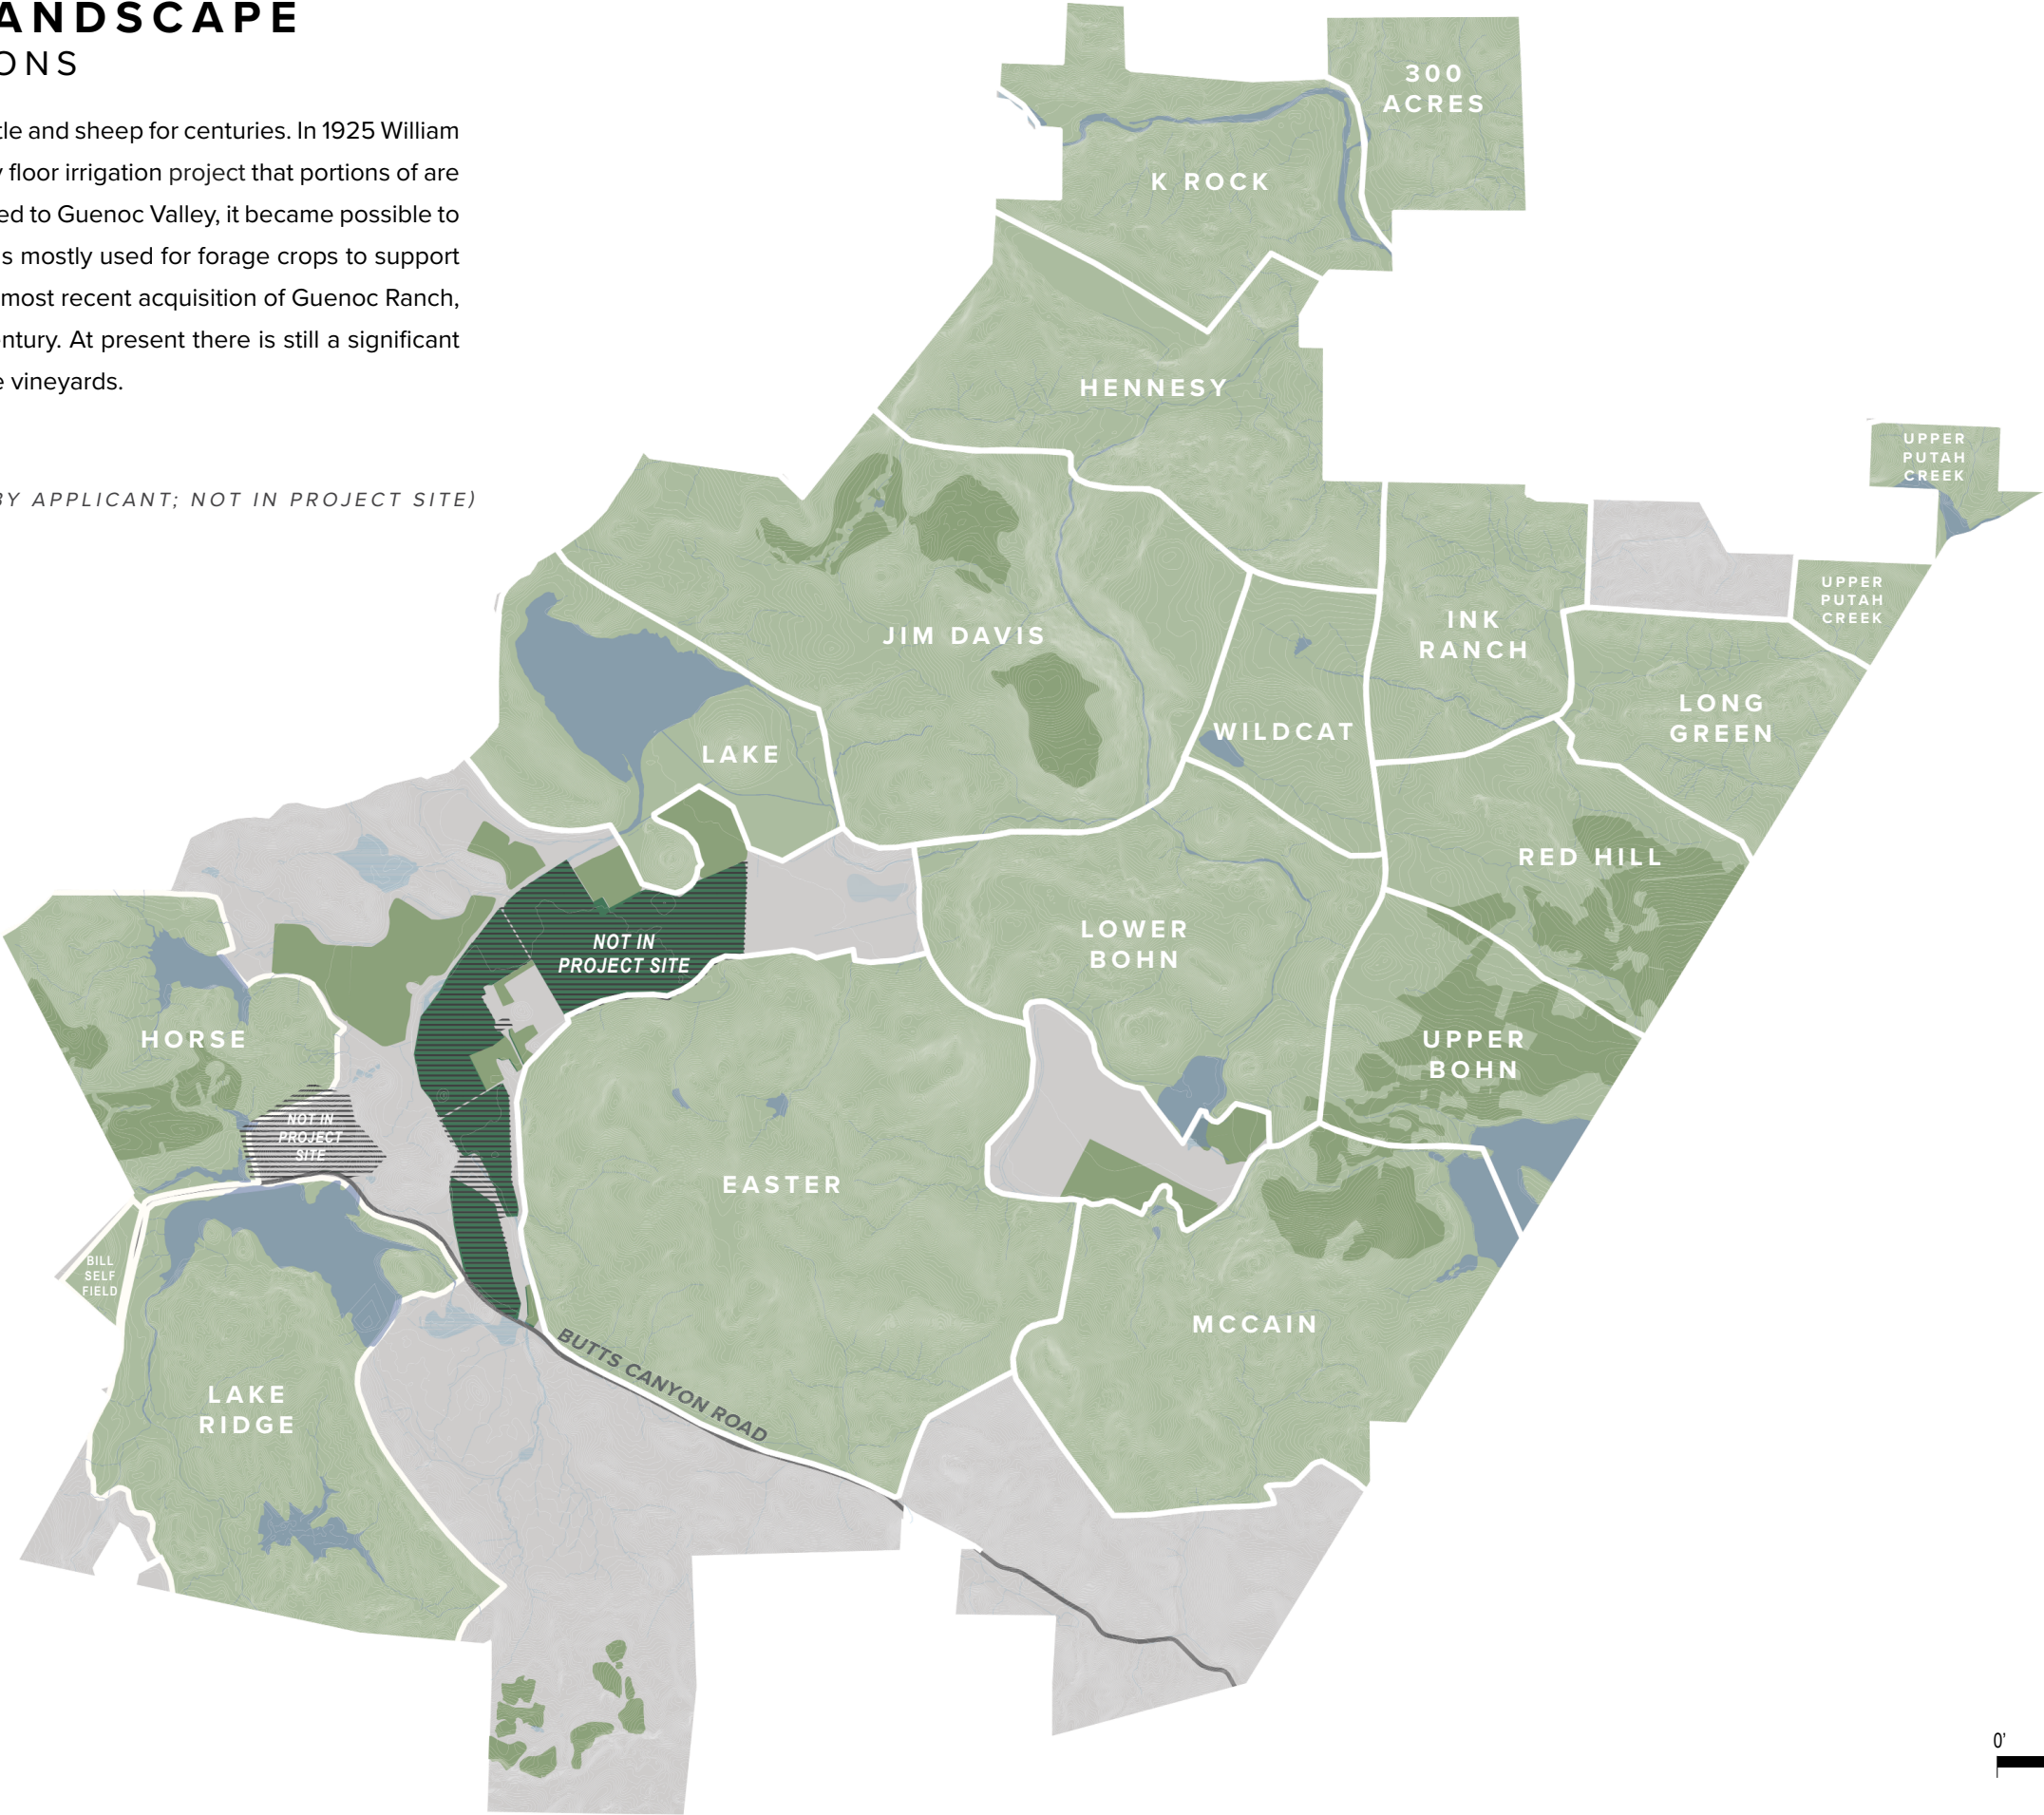 ANDSCAPE
ONS
tle and sheep for centuries. In 1925 William
floor irrigation project that portions of are
ed to Guenoc Valley, it became possible to
s mostly used for forage crops to support
most recent acquisition of Guenoc Ranch,
ntury. At present there is still a significant
e vineyards.
BY APPLICANT; NOT IN PROJECT SITE)
300
ACRES
K ROCK
HENNESY
UPPER
PUTAH
CREEK
UPPER
PUTAH
CREEK
INK
RANCH
JIM DAVIS
LONG
GREEN
WILDCAT
LAKE
RED HILL
LOWER
BOHN
NOT IN
PROJECT SITE
HORSE
UPPER
BOHN
NOT IN
PROJECT
SITE
EASTER
BILL
SELF
FIELD
MCCAIN
BUTTS CANYON ROAD
LAKE
RIDGE
0'